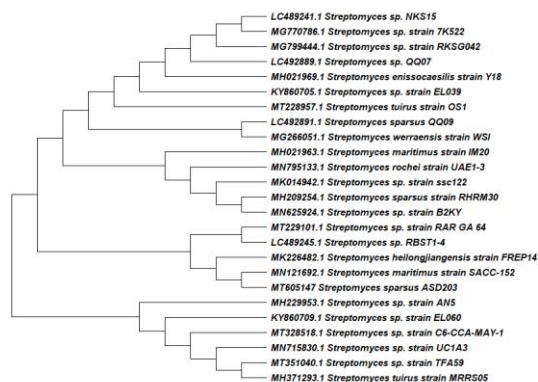 LC489241.1 Streptomyces sp. NKS15
MG770786.1 Streptomyces sp. strain 7K522
MG799444.1 Streptomyces sp. strain RKSG042
LC492889.1 Streptomyces sp. QQ07
MH021969.1 Streptomyces enissocaesilis strain Y18
KY860705.1 Streptomyces sp. strain EL039
MT228957.1 Streptomyces tuirus strain OS1
LC492891.1 Streptomyces sparsus QQ09
MG266051.1 Streptomyces werraensis strain WSI
MH021963.1 Streptomyces maritimus strain IM20
MN795133.1 Streptomyces rochei strain UAE1-3
MK014942.1 Streptomyces sp. strain ssc122
MH209254.1 Streptomyces sparsus strain RHRM30
MN625924.1 Streptomyces sp. strain B2KY
MT229101.1 Streptomyces sp. strain RAR GA 64
LC489245.1 Streptomyces sp. RBST1-4
MK226482.1 Streptomyces heilongjiangensis strain FREP14
MN121692.1 Streptomyces maritimus strain SACC-152
MT605147 Streptomyces sparsus ASD203
MH229953.1 Streptomyces sp. strain AN5
KY860709.1 Streptomyces sp. strain EL060
MT328518.1 Streptomyces sp. strain C6-CCA-MAY-1
MN715830.1 Streptomyces sp. strain UC1A3
MT351040.1 Streptomyces sp. strain TFA59
MH371293.1 Streptomyces tuirus strain MRRS05